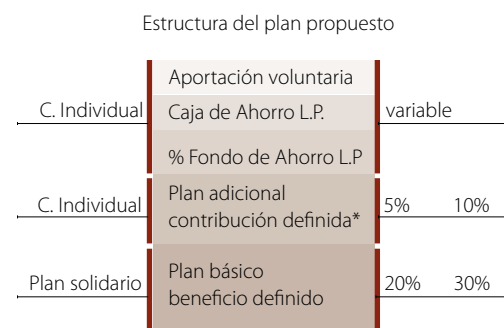 Estructura del plan propuesto
Aportación voluntaria
C. Individual Caja de Ahorro L.P. variable
% Fondo de Ahorro L.P
Plan adicional
C. Individual contribución definida* 5% 10%
Plan básico
Plan solidario beneficio definido 20% 30%